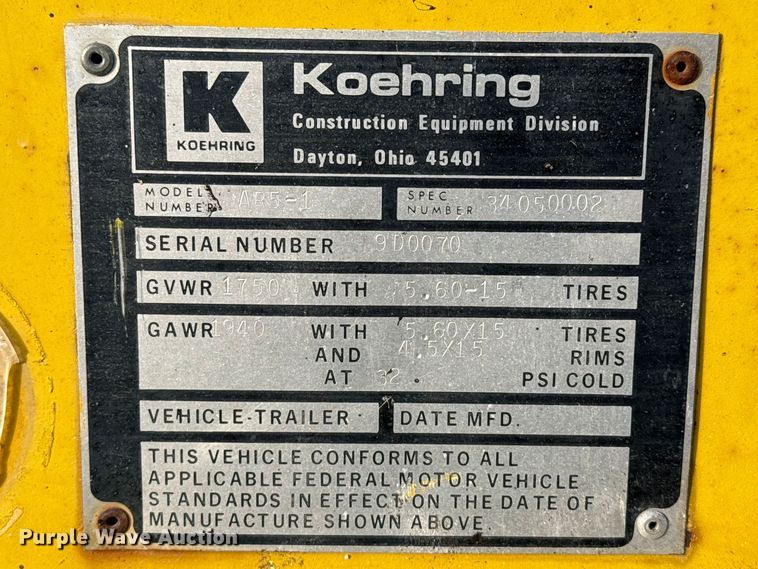 K
KOEHRING
Koehring
Construction Equipment Division
Dayton, Ohio 45401
MODEL NUMBER AR5-1
SPEC NUMBER 34050002
SERIAL NUMBER 9D0070
GVWR 1750 WITH 5.60-15 TIRES
GAWR 1940 WITH 5.60X15 TIRES
AND 4.5X15 RIMS
AT 32 PSI COLD
VEHICLE-TRAILER DATE MFD.
THIS VEHICLE CONFORMS TO ALL
APPLICABLE FEDERAL MOTOR VEHICLE
STANDARDS IN EFFECT ON THE DATE OF
MANUFACTURE SHOWN ABOVE.
Purple Wave Auction